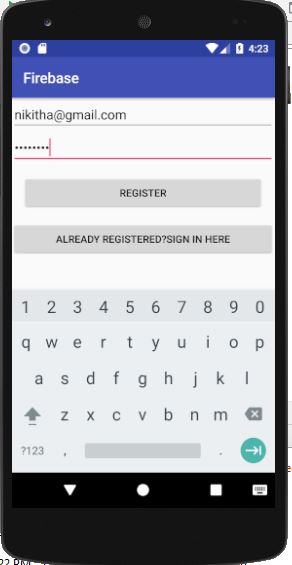 4:23
Firebase
nikitha@gmail.com
••••••••
REGISTER
ALREADY REGISTERED?SIGN IN HERE
1 2 3 4 5 6 7 8 9 0
q w e r t y u i o p
a s d f g h j k l
z x c v b n m
?123 , .